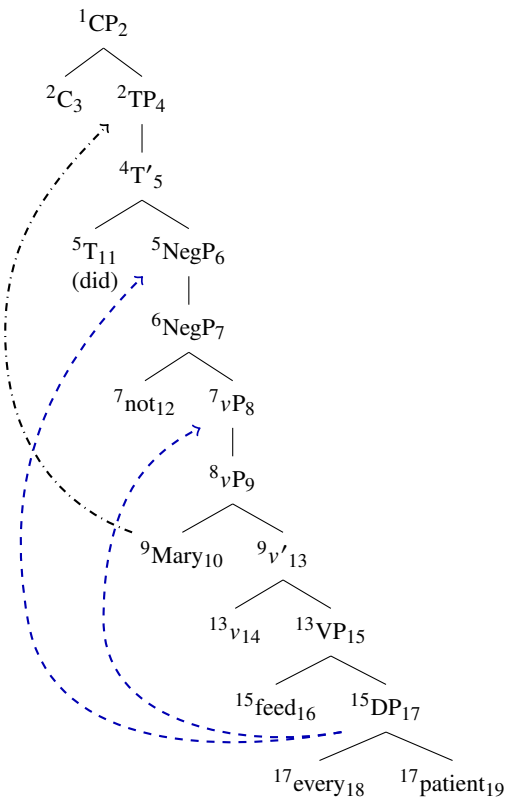 ¹CP₂
²C₃ ²TP₄
⁴T′₅
⁵T₁₁ ⁵NegP₆
(did)
⁶NegP₇
⁷not₁₂ ⁷vP₈
⁸vP₉
⁹Mary₁₀ ⁹v′₁₃
¹³v₁₄ ¹³VP₁₅
¹⁵feed₁₆ ¹⁵DP₁₇
¹⁷every₁₈ ¹⁷patient₁₉